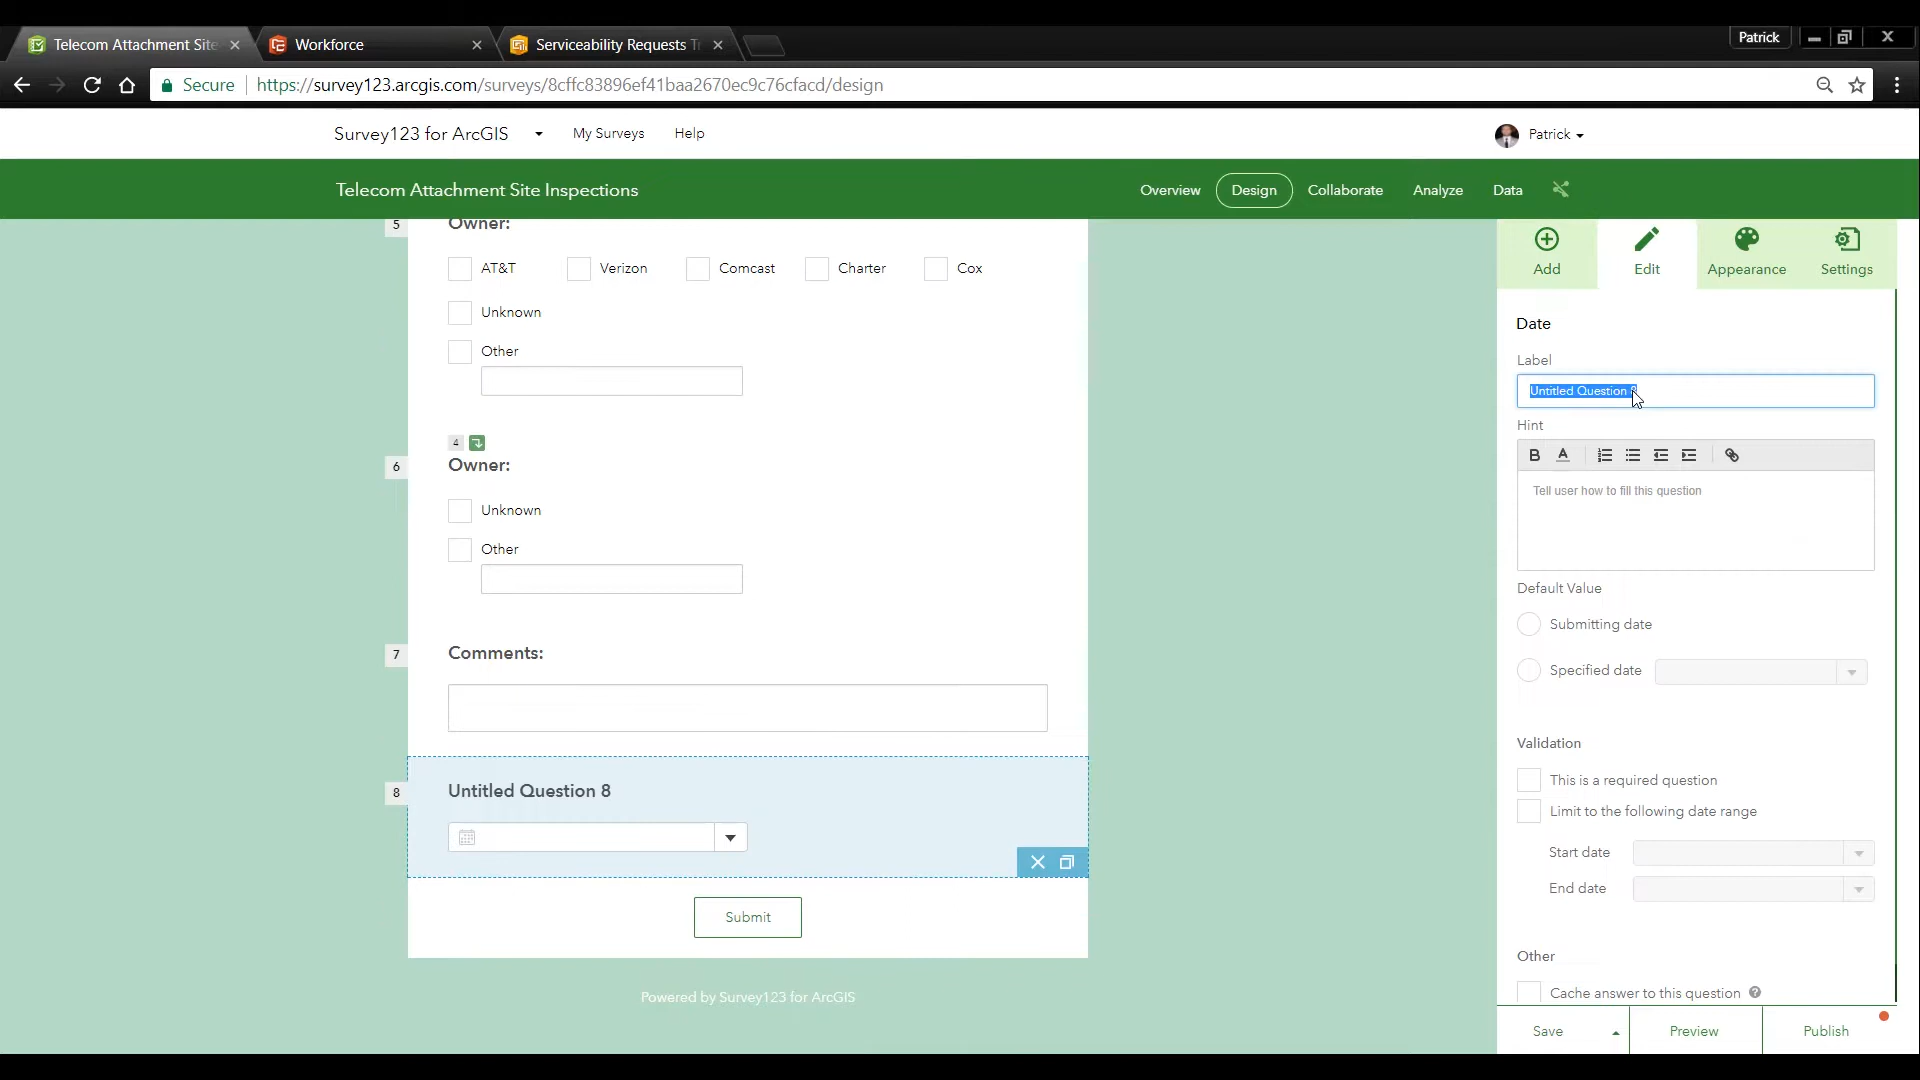 Telecom Attachment Site
Workforce
Serviceability Requests T
Patrick
Secure
https://survey123.arcgis.com/surveys/8cffc83896ef41baa2670ec9c76cfacd/design
Survey123 for ArcGIS
My Surveys
Help
Patrick
Telecom Attachment Site Inspections
Overview
Design
Collaborate
Analyze
Data
5
Owner:
AT&T
Verizon
Comcast
Charter
Cox
Unknown
Other
4
6
Owner:
Unknown
Other
7
Comments:
8
Untitled Question 8
Submit
Powered by Survey123 for ArcGIS
Add
Edit
Appearance
Settings
Date
Label
Untitled Question 8
Hint
B A
Tell user how to fill this question
Default Value
Submitting date
Specified date
Validation
This is a required question
Limit to the following date range
Start date
End date
Other
Cache answer to this question ?
Save
Preview
Publish